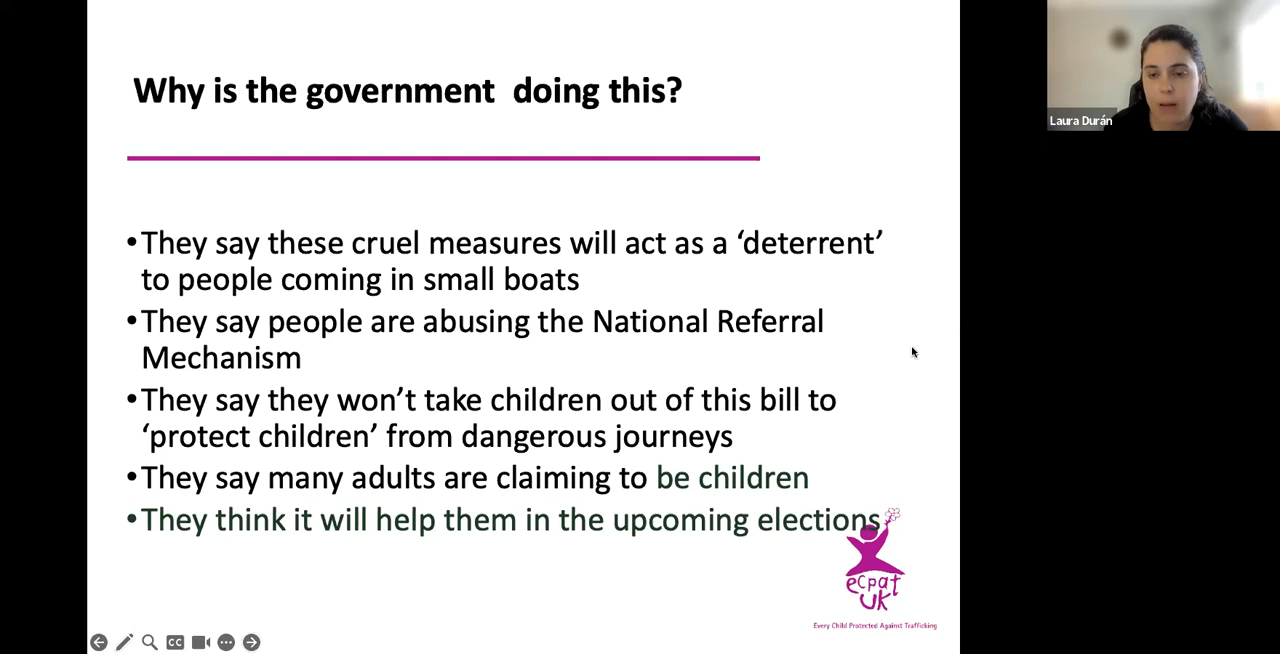 Why is the government  doing this?
Laura Durán
•They say these cruel measures will act as a ‘deterrent’
to people coming in small boats
•They say people are abusing the National Referral
Mechanism
•They say they won’t take children out of this bill to
‘protect children’ from dangerous journeys
•They say many adults are claiming to be children
•They think it will help them in the upcoming elections
ecpat
UK
Every Child Protected Against Trafficking
CC